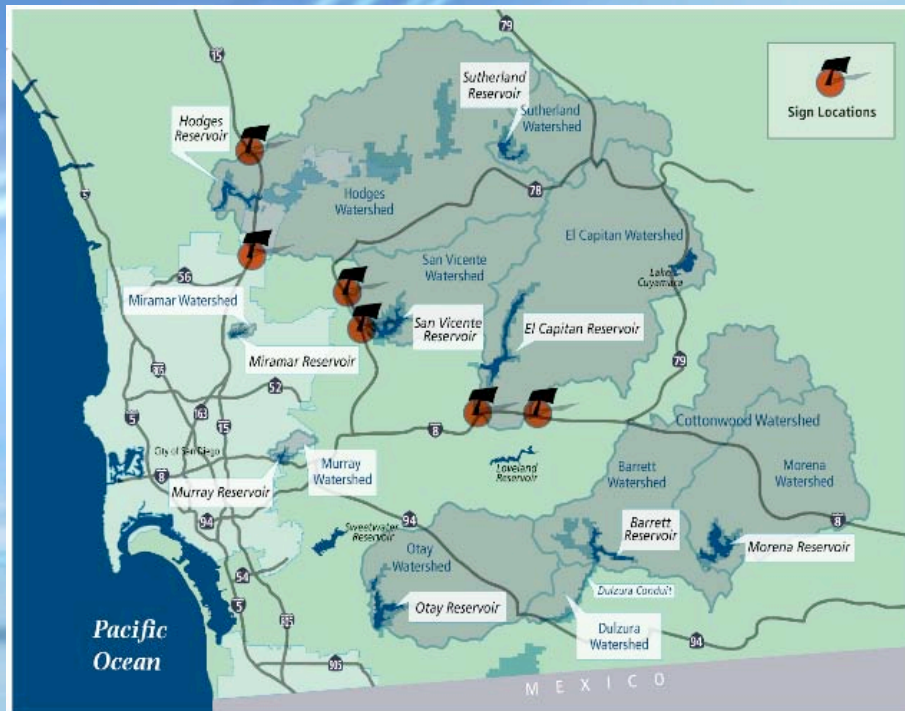 79
15
Sign Locations
Sutherland
Reservoir
Sutherland
Watershed
Hodges
Reservoir
5
Hodges
Watershed
78
El Capitan Watershed
San Vicente
Watershed
Lake
Cuyamaca
56
Miramar Watershed
San Vicente
Reservoir
El Capitan Reservoir
Miramar Reservoir
79
805
52
163
5
15
8
Cottonwood Watershed
City of San Diego
Murray
Watershed
Loveland
Reservoir
Barrett
Watershed
Morena
Watershed
8
Murray Reservoir
94
94
Sweetwater
Reservoir
Barrett
Reservoir
8
Morena Reservoir
Otay
Watershed
54
Dulzura Conduit
5
Otay Reservoir
805
Dulzura
Watershed
94
Pacific
Ocean
905
MEXICO